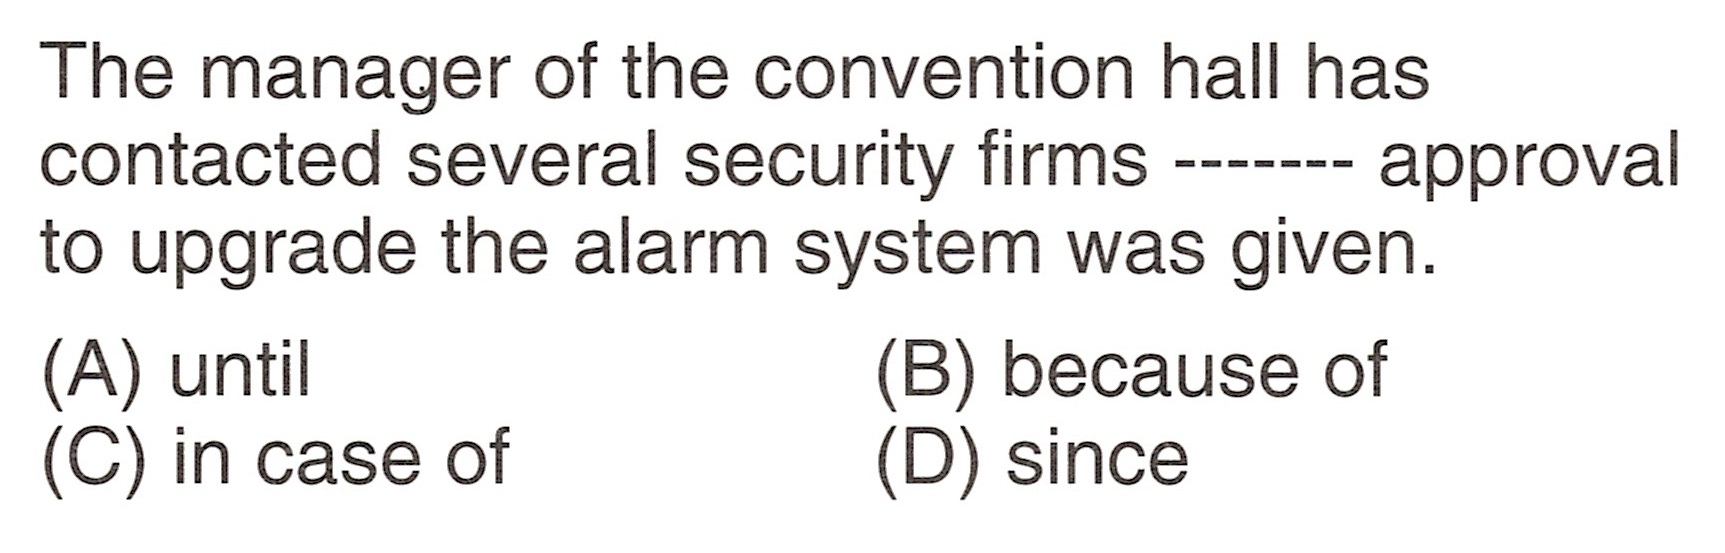 The manager of the convention hall has
contacted several security firms ------- approval
to upgrade the alarm system was given.
(A) until
(B) because of
(C) in case of
(D) since